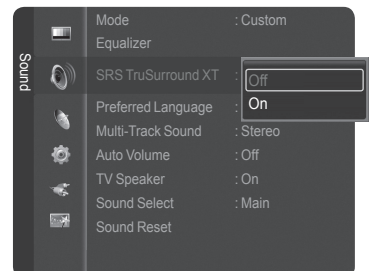 Sound
Mode : Custom
Equalizer
SRS TruSurround XT :
Off
On
Preferred Language :
Multi-Track Sound : Stereo
Auto Volume : Off
TV Speaker : On
Sound Select : Main
Sound Reset